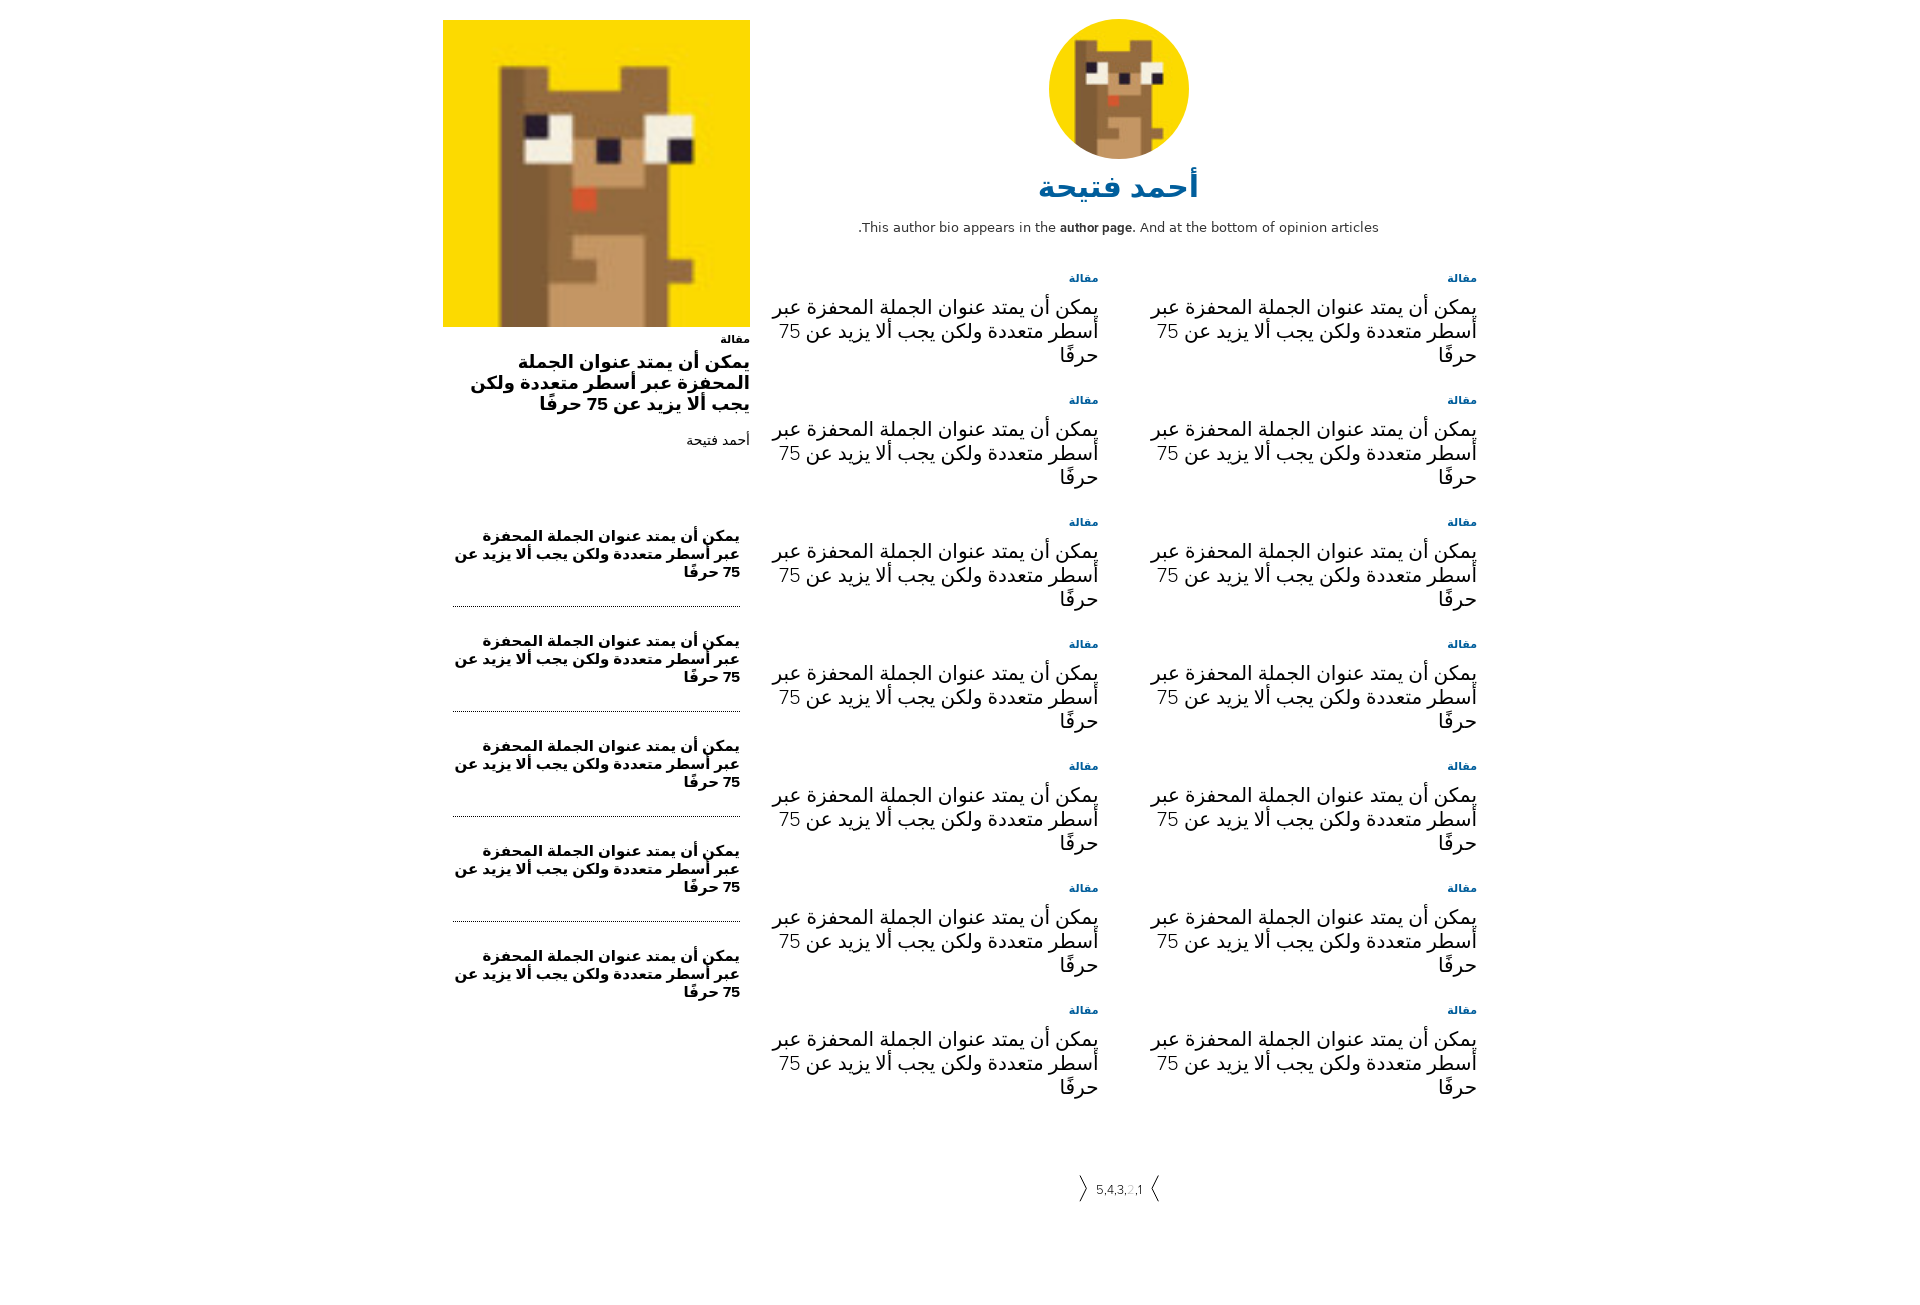 أحمد فتيحة
This author bio appears in the author page. And at the bottom of opinion articles.
مقالة
يمكن أن يمتد عنوان الجملة المحفزة عبر
أسطر متعددة ولكن يجب ألا يزيد عن 75
حرفًا
مقالة
يمكن أن يمتد عنوان الجملة المحفزة عبر
أسطر متعددة ولكن يجب ألا يزيد عن 75
حرفًا
مقالة
يمكن أن يمتد عنوان الجملة المحفزة عبر
أسطر متعددة ولكن يجب ألا يزيد عن 75
حرفًا
مقالة
يمكن أن يمتد عنوان الجملة المحفزة عبر
أسطر متعددة ولكن يجب ألا يزيد عن 75
حرفًا
مقالة
يمكن أن يمتد عنوان الجملة المحفزة عبر
أسطر متعددة ولكن يجب ألا يزيد عن 75
حرفًا
مقالة
يمكن أن يمتد عنوان الجملة المحفزة عبر
أسطر متعددة ولكن يجب ألا يزيد عن 75
حرفًا
مقالة
يمكن أن يمتد عنوان الجملة المحفزة عبر
أسطر متعددة ولكن يجب ألا يزيد عن 75
حرفًا
مقالة
يمكن أن يمتد عنوان الجملة المحفزة عبر
أسطر متعددة ولكن يجب ألا يزيد عن 75
حرفًا
مقالة
يمكن أن يمتد عنوان الجملة المحفزة عبر
أسطر متعددة ولكن يجب ألا يزيد عن 75
حرفًا
مقالة
يمكن أن يمتد عنوان الجملة المحفزة عبر
أسطر متعددة ولكن يجب ألا يزيد عن 75
حرفًا
مقالة
يمكن أن يمتد عنوان الجملة المحفزة عبر
أسطر متعددة ولكن يجب ألا يزيد عن 75
حرفًا
مقالة
يمكن أن يمتد عنوان الجملة المحفزة عبر
أسطر متعددة ولكن يجب ألا يزيد عن 75
حرفًا
مقالة
يمكن أن يمتد عنوان الجملة المحفزة عبر
أسطر متعددة ولكن يجب ألا يزيد عن 75
حرفًا
مقالة
يمكن أن يمتد عنوان الجملة المحفزة عبر
أسطر متعددة ولكن يجب ألا يزيد عن 75
حرفًا
5,4,3,2,1
مقالة
يمكن أن يمتد عنوان الجملة
المحفزة عبر أسطر متعددة ولكن
يجب ألا يزيد عن 75 حرفًا
أحمد فتيحة
يمكن أن يمتد عنوان الجملة المحفزة
عبر أسطر متعددة ولكن يجب ألا يزيد عن
75 حرفًا
يمكن أن يمتد عنوان الجملة المحفزة
عبر أسطر متعددة ولكن يجب ألا يزيد عن
75 حرفًا
يمكن أن يمتد عنوان الجملة المحفزة
عبر أسطر متعددة ولكن يجب ألا يزيد عن
75 حرفًا
يمكن أن يمتد عنوان الجملة المحفزة
عبر أسطر متعددة ولكن يجب ألا يزيد عن
75 حرفًا
يمكن أن يمتد عنوان الجملة المحفزة
عبر أسطر متعددة ولكن يجب ألا يزيد عن
75 حرفًا